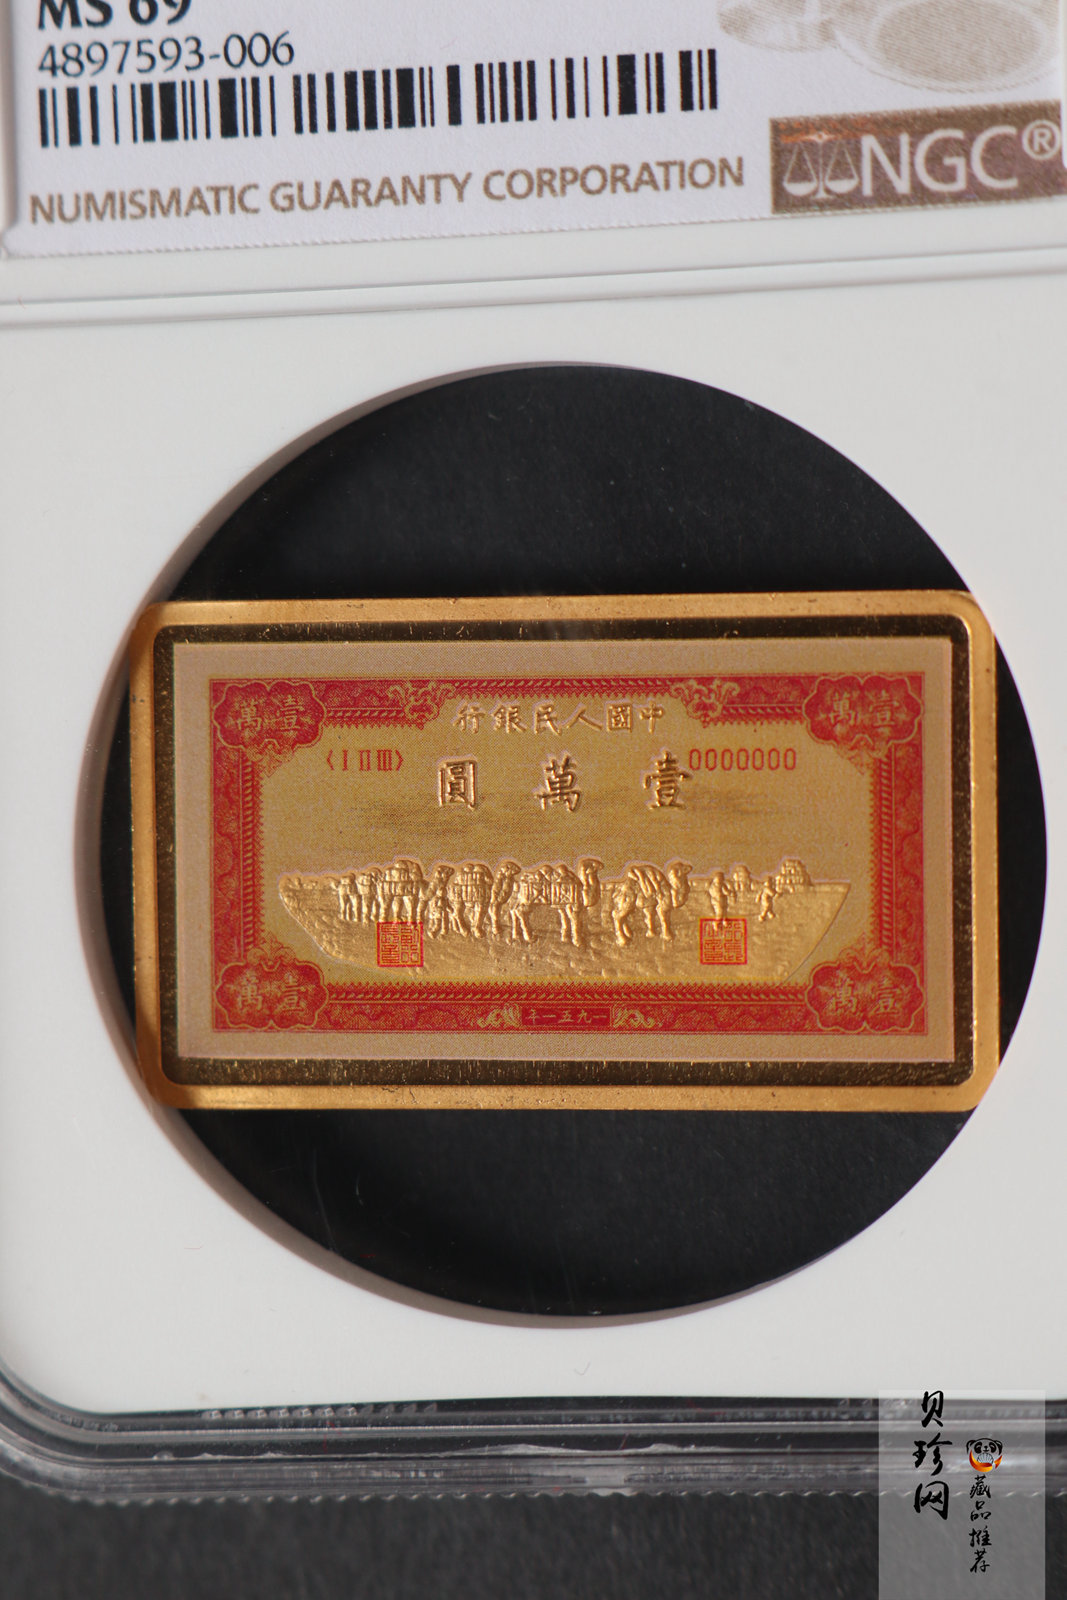 MS 69
4897593-006
NUMISMATIC GUARANTY CORPORATION
NGC®
壹萬
壹萬
中國人民銀行
〈ⅠⅡⅢ〉
0000000
壹萬圓
壹萬
壹萬
一九五一年
贝珍网
藏品推荐